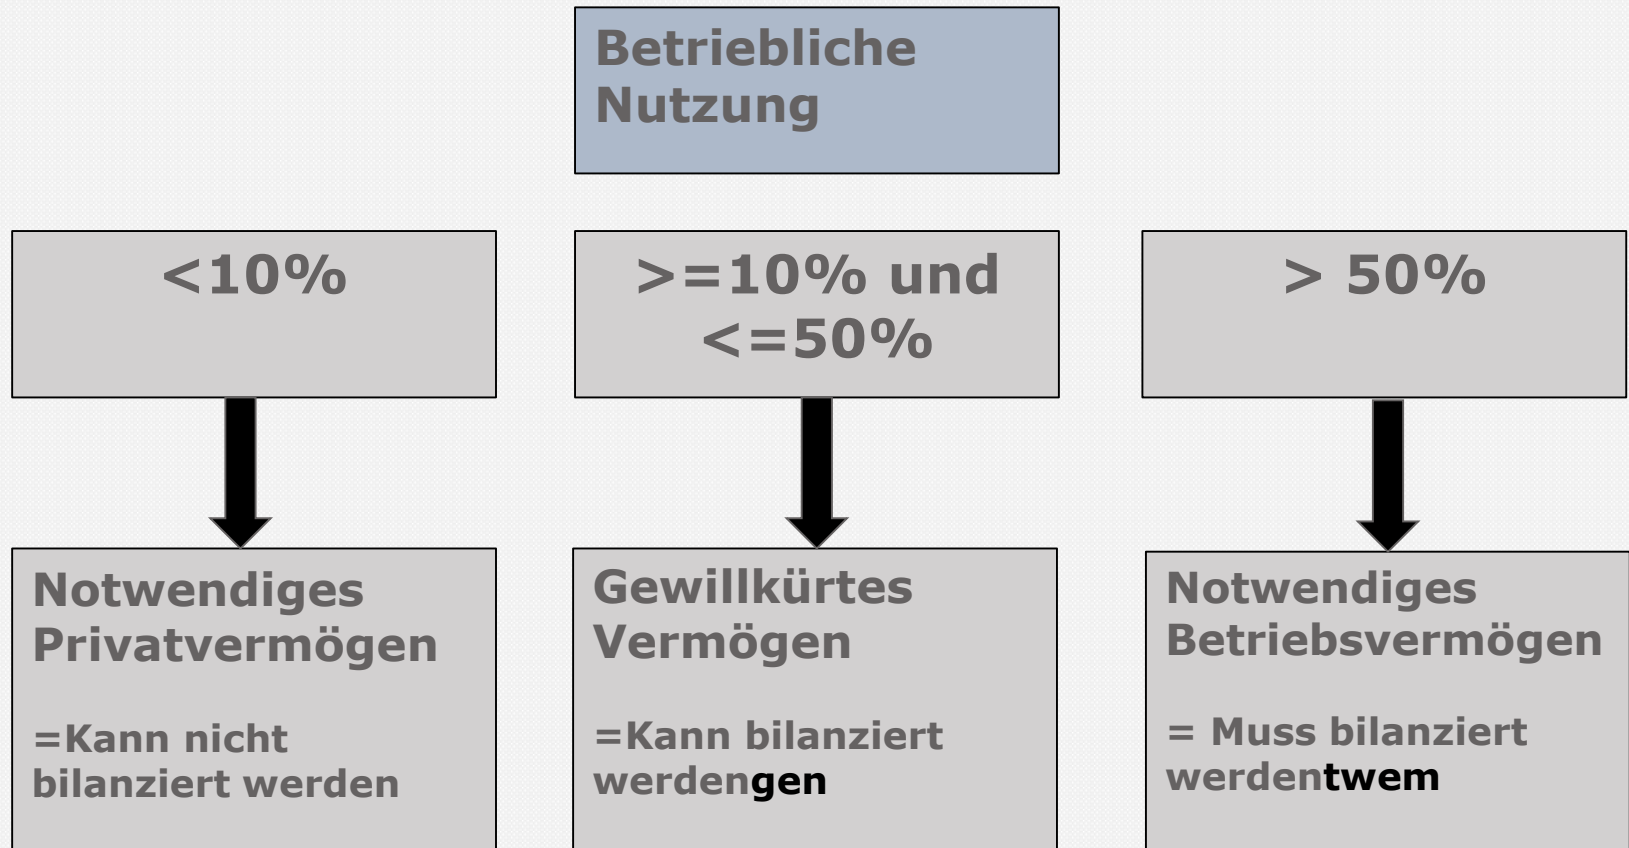 Betriebliche
Nutzung
<10%
>=10% und
<=50%
> 50%
Notwendiges
Privatvermögen
=Kann nicht
bilanziert werden
Gewillkürtes
Vermögen
=Kann bilanziert
werdengen
Notwendiges
Betriebsvermögen
= Muss bilanziert
werdentwem